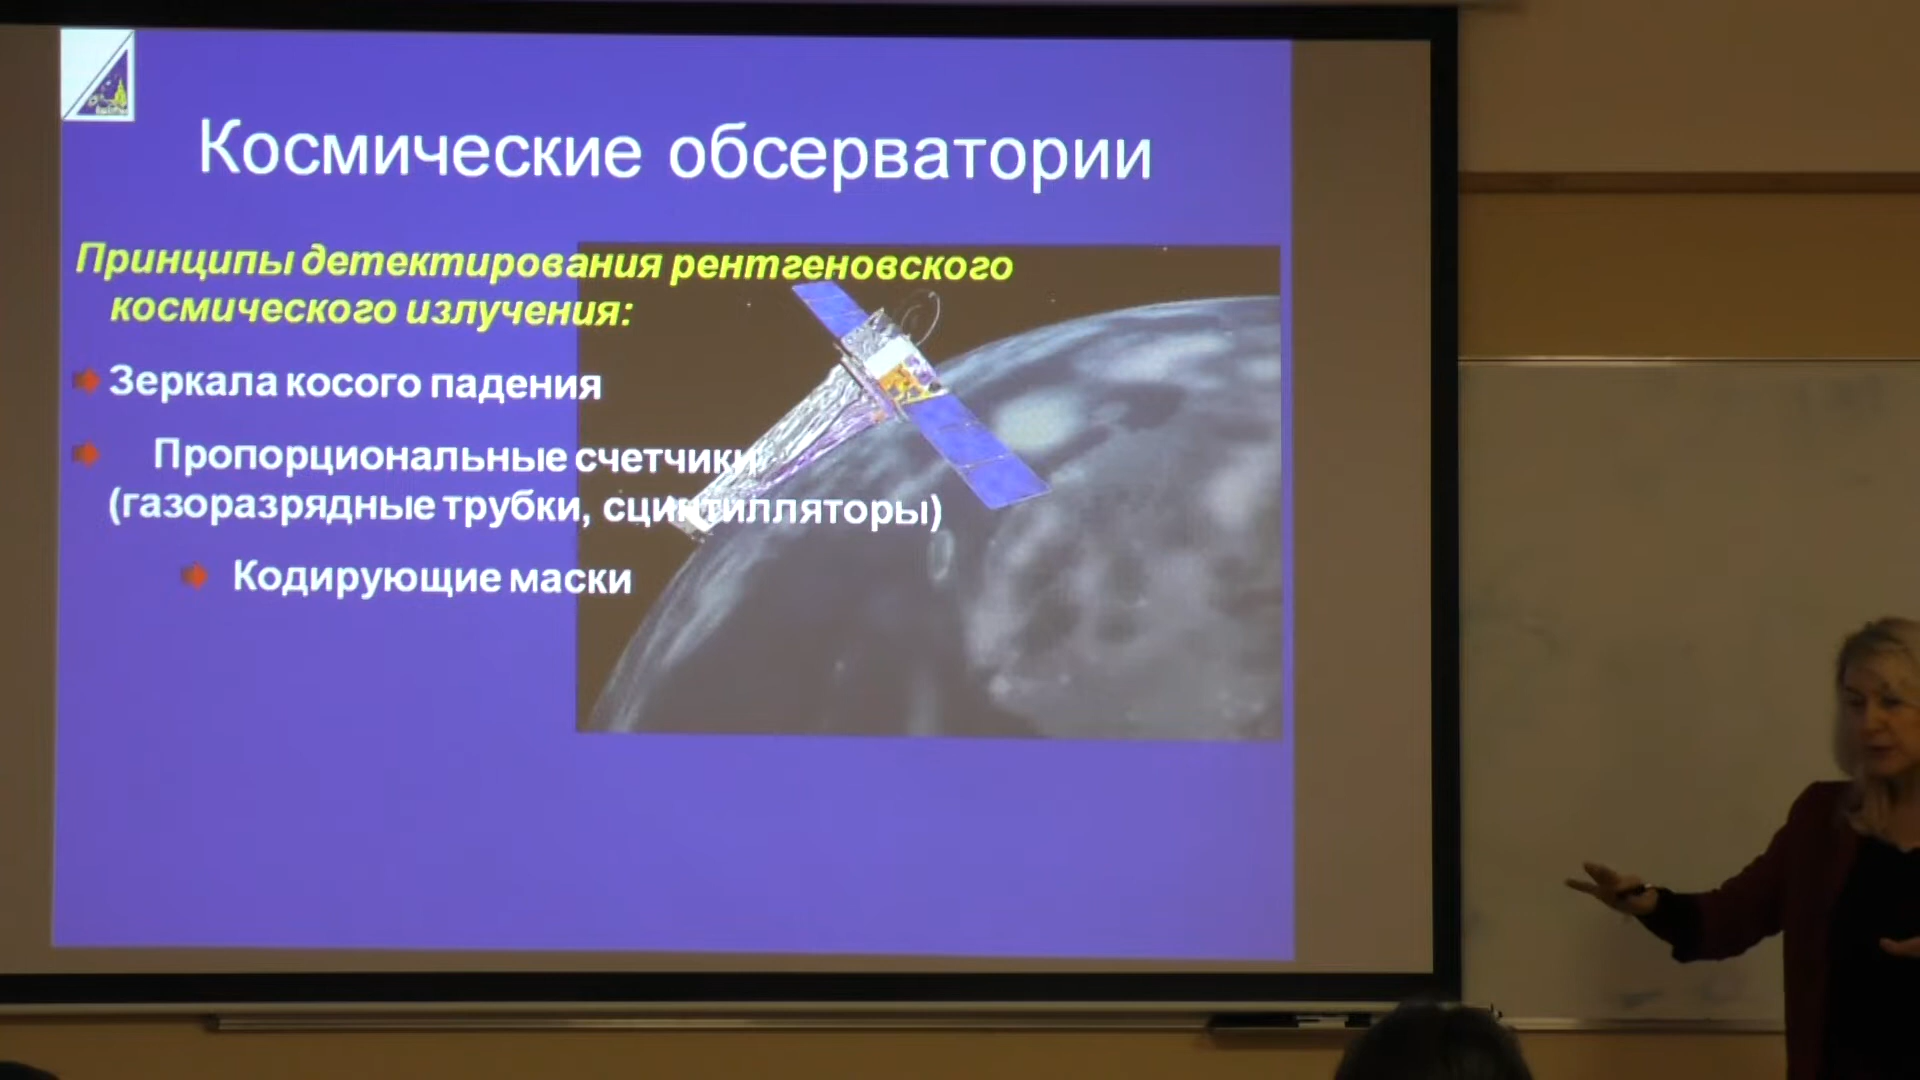 Космические обсерватории
Принципы детектирования рентгеновского
космического излучения:
Зеркала косого падения
Пропорциональные счетчики
(газоразрядные трубки, сцинтилляторы)
Кодирующие маски